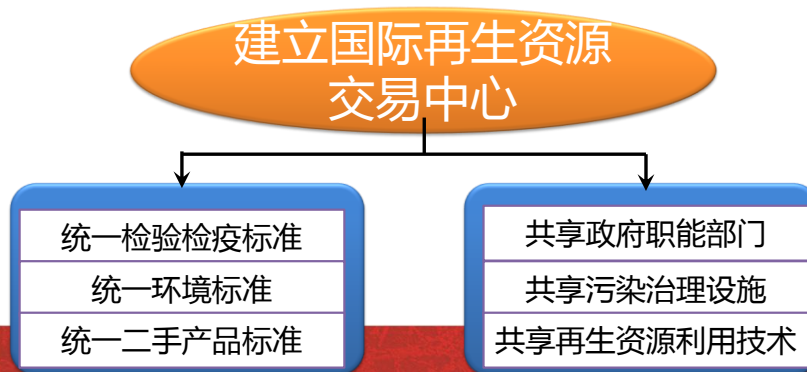 建立国际再生资源
交易中心
统一检验检疫标准
统一环境标准
统一二手产品标准
共享政府职能部门
共享污染治理设施
共享再生资源利用技术